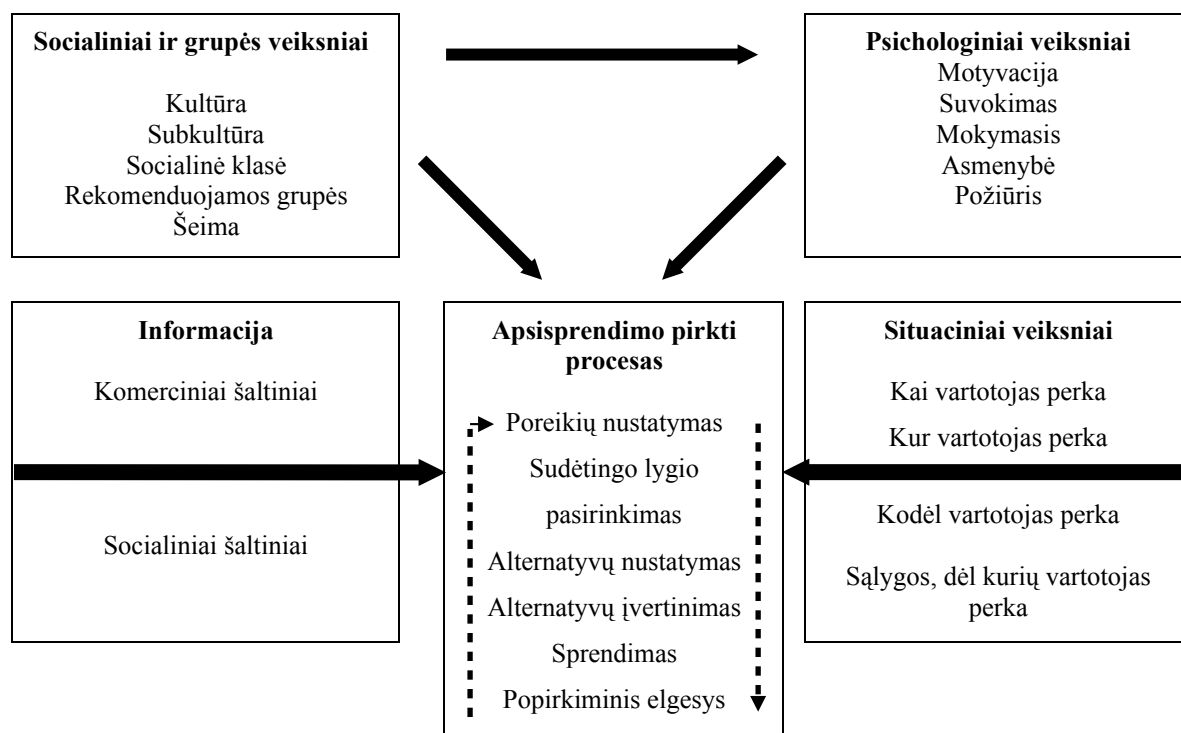 Socialiniai ir grupės veiksniai
Kultūra
Subkultūra
Socialinė klasė
Rekomenduojamos grupės
Šeima
Psichologiniai veiksniai
Motyvacija
Suvokimas
Mokymasis
Asmenybė
Požiūris
Informacija
Komerciniai šaltiniai
Socialiniai šaltiniai
Apsisprendimo pirkti
procesas
Poreikių nustatymas
Sudėtingo lygio
pasirinkimas
Alternatyvų nustatymas
Alternatyvų įvertinimas
Sprendimas
Popirkiminis elgesys
Situaciniai veiksniai
Kai vartotojas perka
Kur vartotojas perka
Kodėl vartotojas perka
Sąlygos, dėl kurių vartotojas
perka